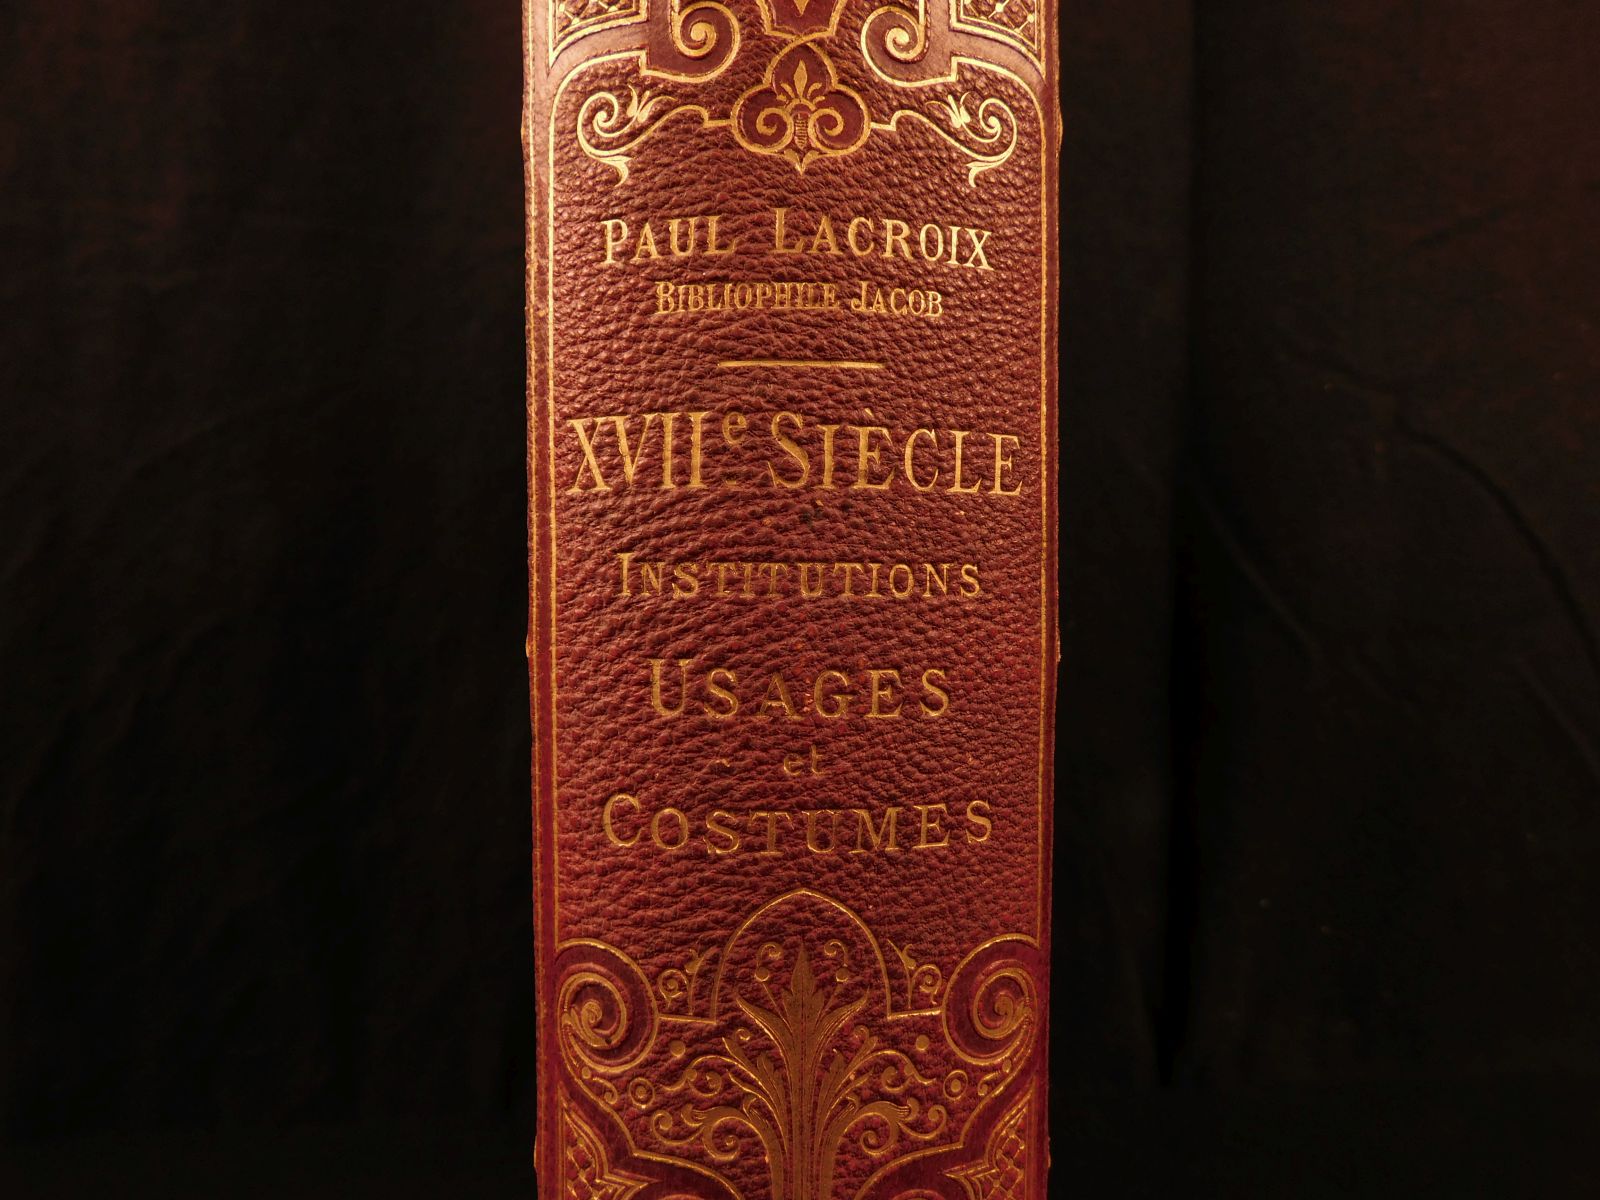 PAUL LACROIX
BIBLIOPHILE JACOB
XVIIe SIÈCLE
INSTITUTIONS
USAGES
et
COSTUMES